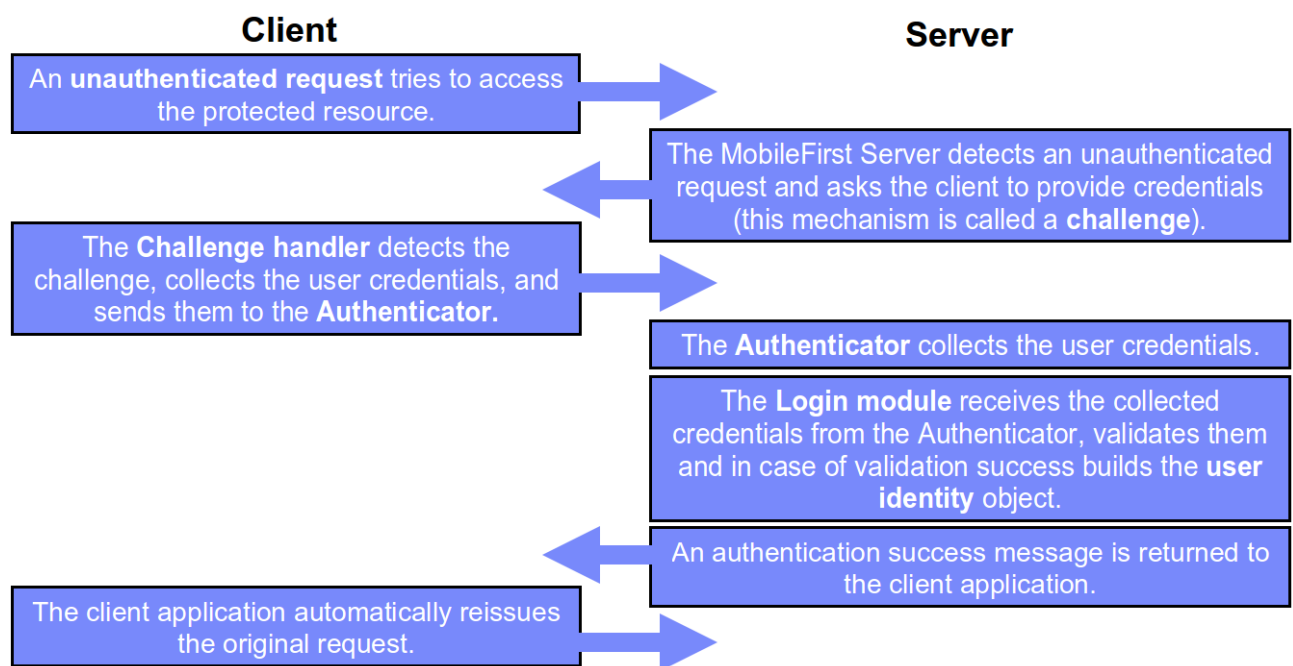 Client
Server
An unauthenticated request tries to access
the protected resource.
The MobileFirst Server detects an unauthenticated
request and asks the client to provide credentials
(this mechanism is called a challenge).
The Challenge handler detects the
challenge, collects the user credentials, and
sends them to the Authenticator.
The Authenticator collects the user credentials.
The Login module receives the collected
credentials from the Authenticator, validates them
and in case of validation success builds the user
identity object.
An authentication success message is returned to
the client application.
The client application automatically reissues
the original request.